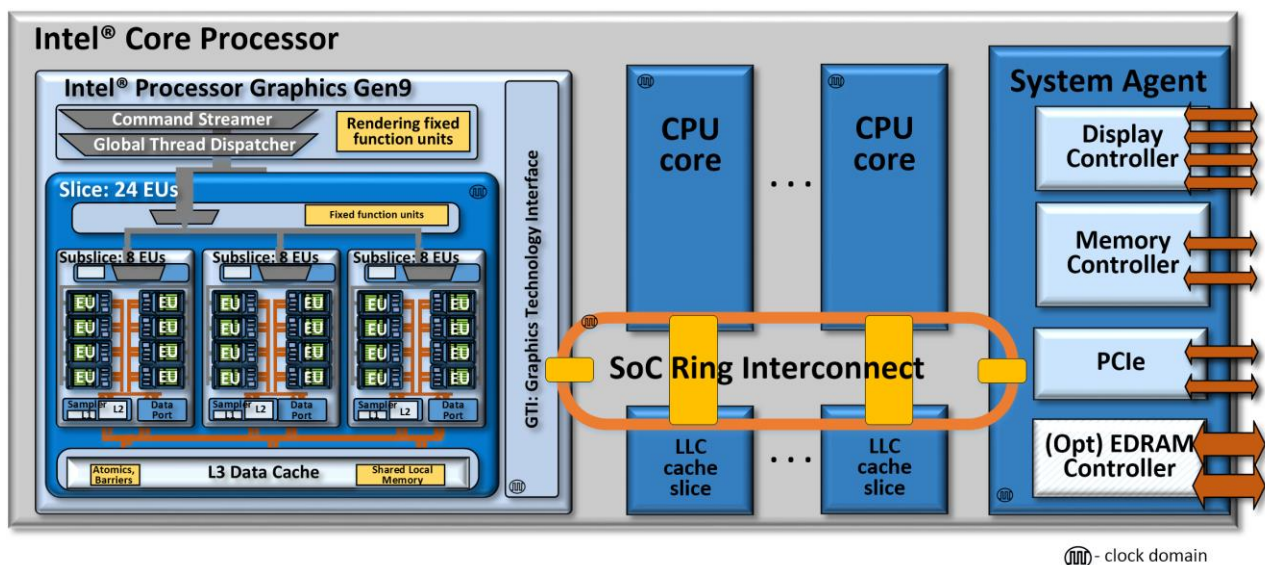 Intel® Core Processor
Intel® Processor Graphics Gen9
Command Streamer
Global Thread Dispatcher
Rendering fixed
function units
Slice: 24 EUs
Fixed function units
Subslice: 8 EUs
Subslice: 8 EUs
Subslice: 8 EUs
EU EU EU EU EU EU
EU EU EU EU EU EU
EU EU EU EU EU EU
EU EU EU EU EU EU
Sampler L1 L2 Data Port
Sampler L1 L2 Data Port
Sampler L1 L2 Data Port
Atomics,
Barriers
L3 Data Cache
Shared Local
Memory
GTI: Graphics Technology Interface
CPU
core
...
CPU
core
SoC Ring Interconnect
LLC
cache
slice
...
LLC
cache
slice
System Agent
Display
Controller
Memory
Controller
PCIe
(Opt) EDRAM
Controller
- clock domain